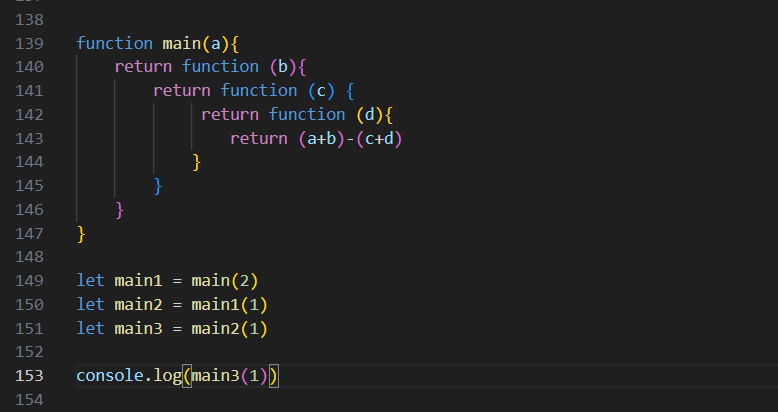 138
139 function main(a){
140     return function (b){
141         return function (c) {
142              return function (d){
143                 return (a+b)-(c+d)
144             }
145         }
146     }
147 }
148
149 let main1 = main(2)
150 let main2 = main1(1)
151 let main3 = main2(1)
152
153 console.log(main3(1))
154